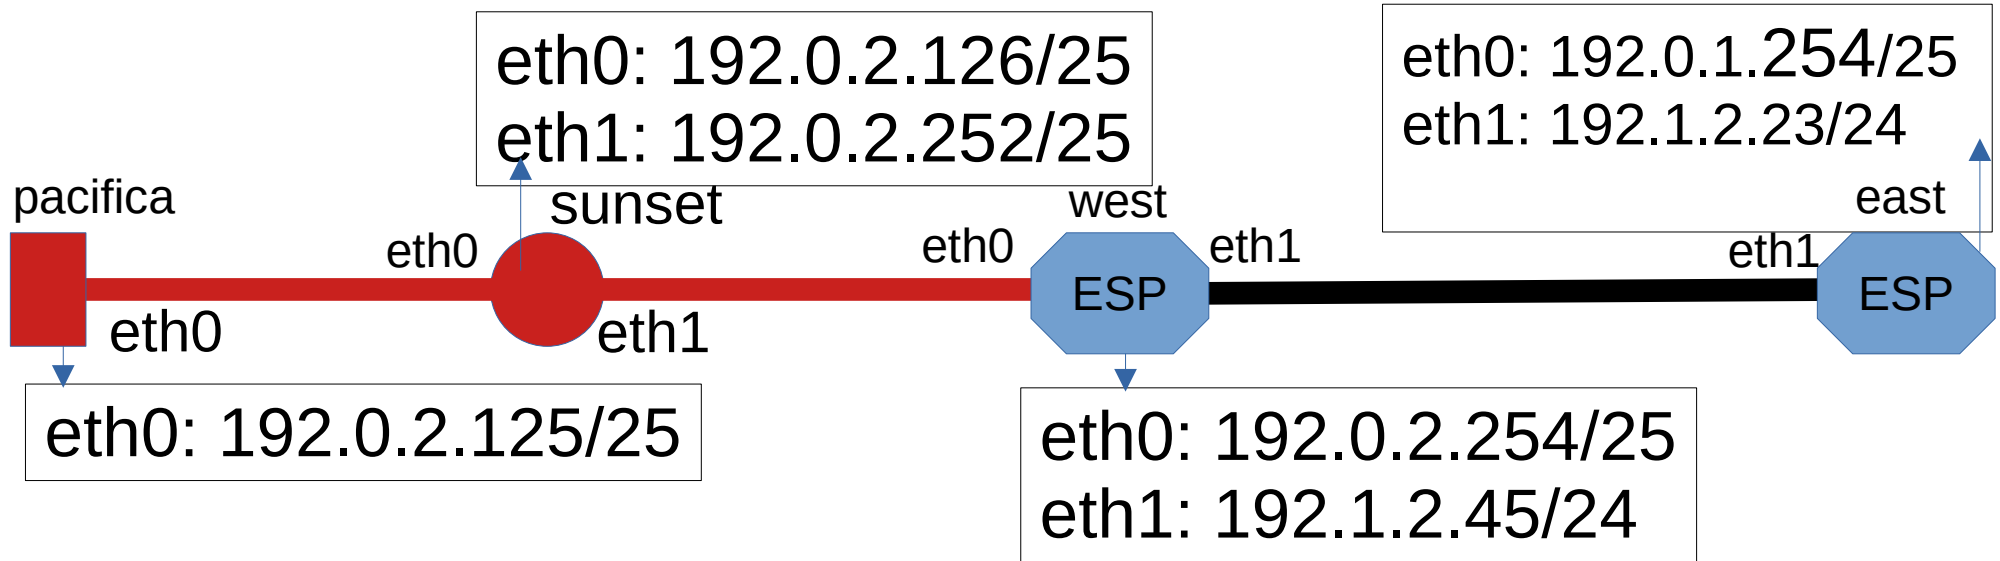 eth0: 192.0.2.126/25
eth1: 192.0.2.252/25
eth0: 192.0.1.254/25
eth1: 192.1.2.23/24
pacifica
sunset
west
east
eth0
eth0
eth1
eth1
ESP
ESP
eth0
eth1
eth0: 192.0.2.125/25
eth0: 192.0.2.254/25
eth1: 192.1.2.45/24